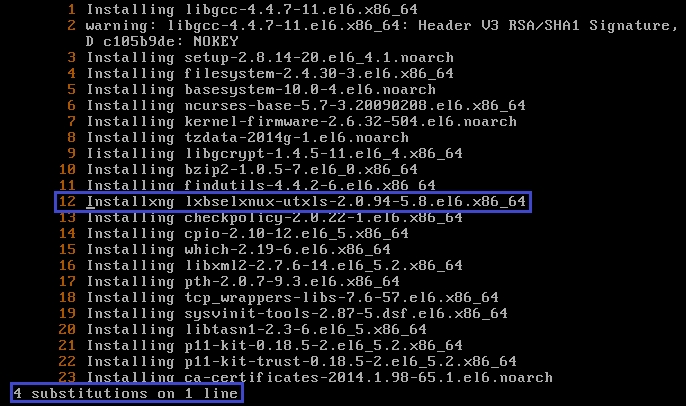 1 Installing libgcc-4.4.7-11.el6.x86_64
2 warning: libgcc-4.4.7-11.el6.x86_64: Header V3 RSA/SHA1 Signature,
D c105b9de: NOKEY
3 Installing setup-2.8.14-20.el6_4.1.noarch
4 Installing filesystem-2.4.30-3.el6.x86_64
5 Installing basesystem-10.0-4.el6.noarch
6 Installing ncurses-base-5.7-3.20090208.el6.x86_64
7 Installing kernel-firmware-2.6.32-504.el6.noarch
8 Installing tzdata-2014g-1.el6.noarch
9 Iistalling libgcrypt-1.4.5-11.el6_4.x86_64
10 Installing bzip2-1.0.5-7.el6_0.x86_64
11 Installing findutils-4.4.2-6.el6.x86_64
12 Installxng lxbselxnux-utxls-2.0.94-5.8.el6.x86_64
13 Installing checkpolicy-2.0.22-1.el6.x86_64
14 Installing cpio-2.10-12.el6_5.x86_64
15 Installing which-2.19-6.el6.x86_64
16 Installing libxml2-2.7.6-14.el6_5.2.x86_64
17 Installing pth-2.0.7-9.3.el6.x86_64
18 Installing tcp_wrappers-libs-7.6-57.el6.x86_64
19 Installing sysvinit-tools-2.87-5.dsf.el6.x86_64
20 Installing libtasn1-2.3-6.el6_5.x86_64
21 Installing p11-kit-0.18.5-2.el6_5.2.x86_64
22 Installing p11-kit-trust-0.18.5-2.el6_5.2.x86_64
23 Installing ca-certificates-2014.1.98-65.1.el6.noarch
4 substitutions on 1 line